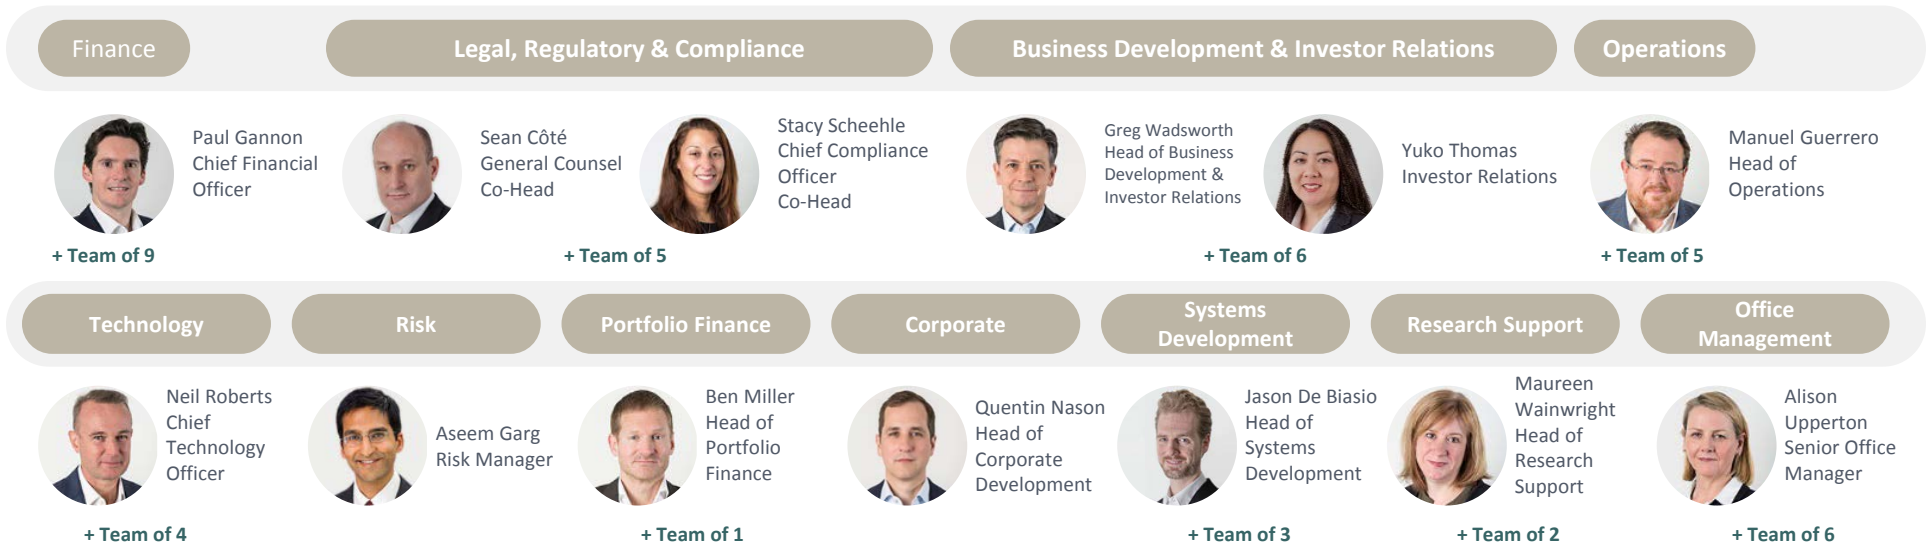 Finance
Legal, Regulatory & Compliance
Business Development & Investor Relations
Operations
Paul Gannon
Chief Financial
Officer
Sean Côté
General Counsel
Co-Head
Stacy Scheehle
Chief Compliance
Officer
Co-Head
Greg Wadsworth
Head of Business
Development &
Investor Relations
Yuko Thomas
Investor Relations
Manuel Guerrero
Head of
Operations
+ Team of 9
+ Team of 5
+ Team of 6
+ Team of 5
Technology
Risk
Portfolio Finance
Corporate
Systems
Development
Research Support
Office
Management
Neil Roberts
Chief
Technology
Officer
Aseem Garg
Risk Manager
Ben Miller
Head of
Portfolio
Finance
Quentin Nason
Head of
Corporate
Development
Jason De Biasio
Head of
Systems
Development
Maureen
Wainwright
Head of
Research
Support
Alison
Upperton
Senior Office
Manager
+ Team of 4
+ Team of 1
+ Team of 3
+ Team of 2
+ Team of 6